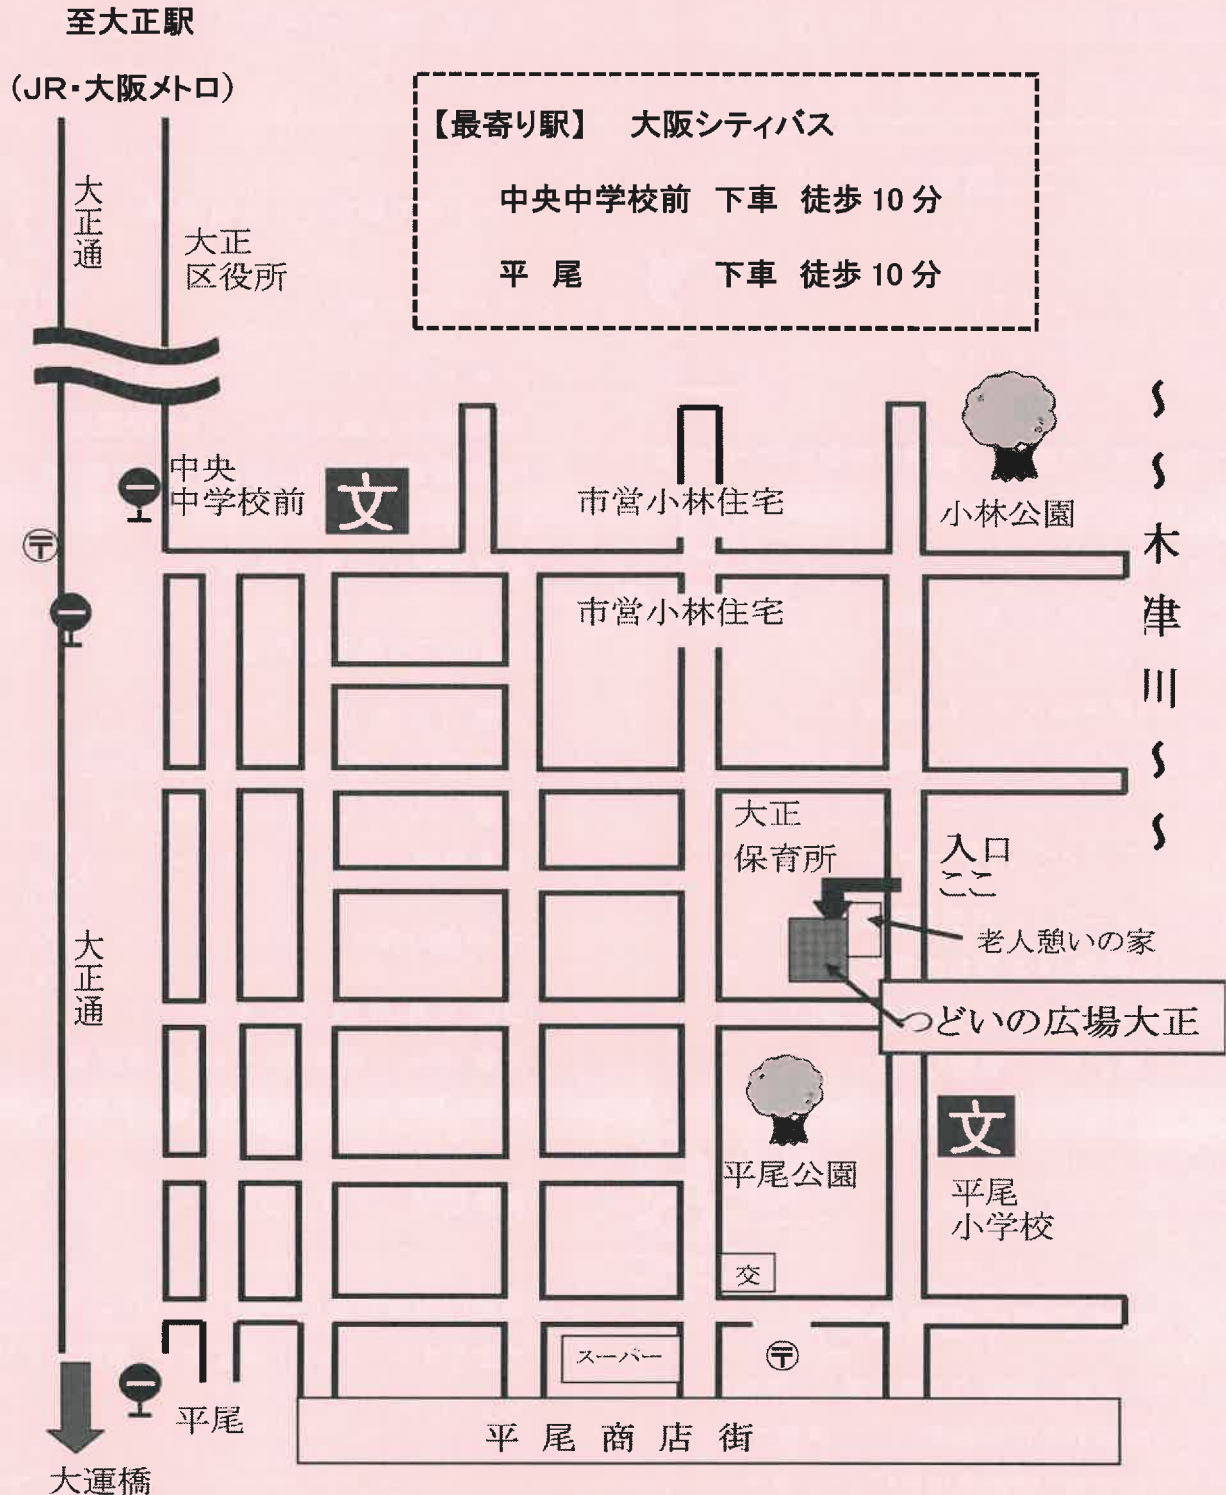 至大正駅
(JR・大阪メトロ)
【最寄り駅】 大阪シティバス
中央中学校前 下車 徒歩10分
平 尾 下車 徒歩10分
大正通
大正
区役所
中央
中学校前
文
市営小林住宅
小林公園
〒
市営小林住宅
~~木津川~~
大正
保育所
入口
ここ
老人憩いの家
大正通
つどいの広場大正
平尾公園
文
平尾
小学校
交
スーパー
〒
平尾
平尾商店街
大運橋